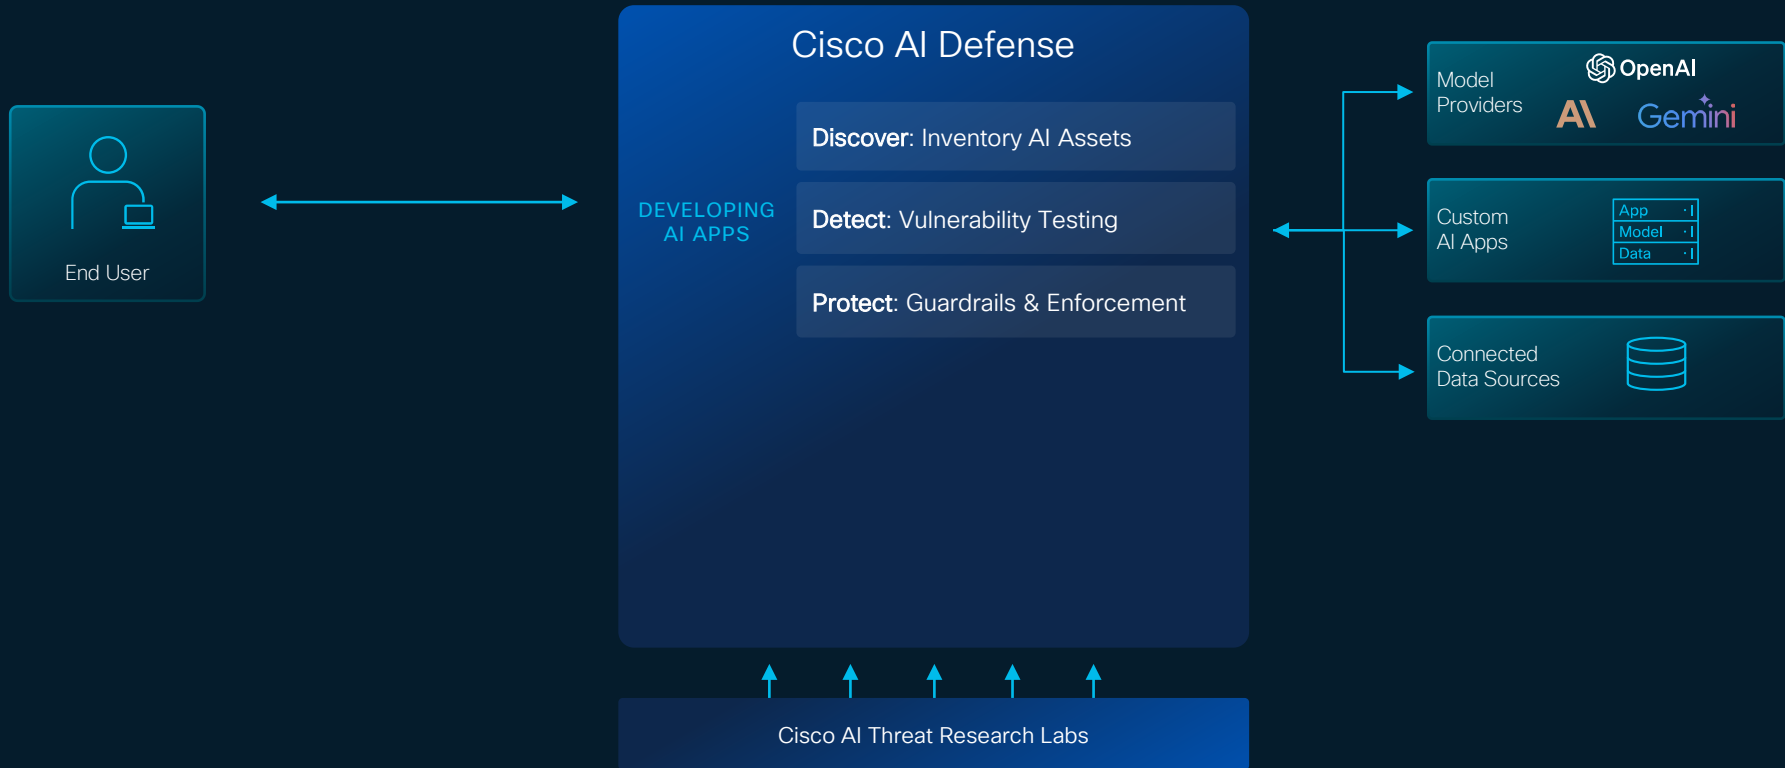 Cisco AI Defense
End User
DEVELOPING
AI APPS
Discover: Inventory AI Assets
Detect: Vulnerability Testing
Protect: Guardrails & Enforcement
Model
Providers
OpenAI
AI
Gemini
Custom
AI Apps
App
Model
Data
Connected
Data Sources
Cisco AI Threat Research Labs